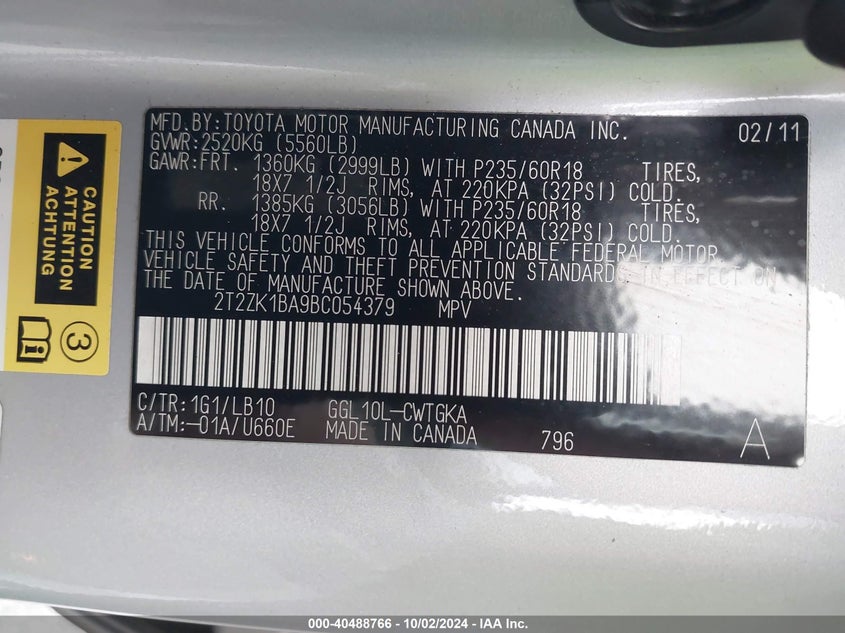 MFD.BY:TOYOTA MOTOR MANUFACTURING CANADA INC. 02/11
GVWR:2520KG (5560LB)
GAWR:FRT. 1360KG (2999LB) WITH P235/60R18 TIRES,
18X7 1/2J RIMS, AT 220KPA (32PSI) COLD.
RR. 1385KG (3056LB) WITH P235/60R18 TIRES,
18X7 1/2J RIMS, AT 220KPA (32PSI) COLD.
THIS VEHICLE CONFORMS TO ALL APPLICABLE FEDERAL MOTOR
VEHICLE SAFETY AND THEFT PREVENTION STANDARDS IN EFFECT ON
THE DATE OF MANUFACTURE SHOWN ABOVE.
2T2ZK1BA9BC054379 MPV
C/TR:1G1/LB10 GGL10L-CWTGKA
A/TM:-01A/U660E MADE IN CANADA 796 A
CAUTION
ATTENTION
ACHTUNG
3
000-40488766 - 10/02/2024 - IAA Inc.